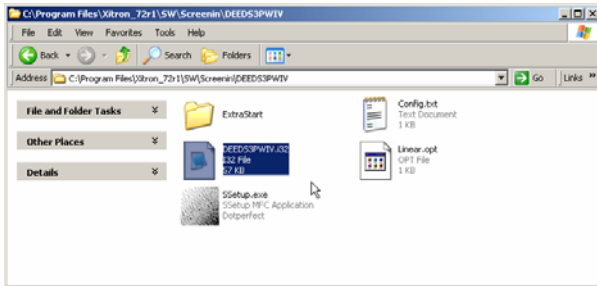 C:\Program Files\Xitron_72r1\SW\Screenin\DEEDS3PWIV
File Edit View Favorites Tools Help
Back Search Folders
Address C:\Program Files\Xitron_72r1\SW\Screenin\DEEDS3PWIV Go Links »
File and Folder Tasks
Other Places
Details
ExtraStart
Config.txt
Text Document
1 KB
DEEDS3PWIV.i32
I32 File
57 KB
Linear.opt
OPT File
1 KB
SSetup.exe
SSetup MFC Application
Dotperfect